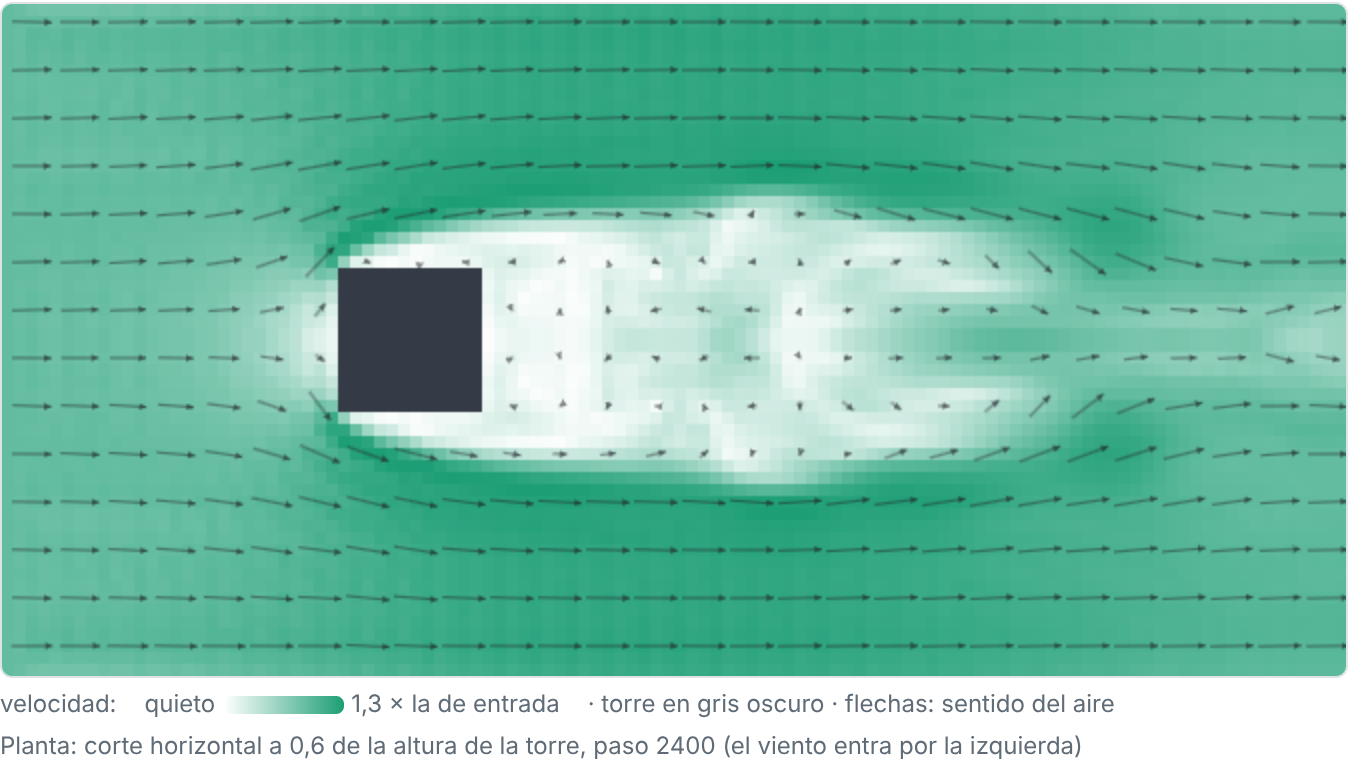 velocidad: quieto 1,3 × la de entrada · torre en gris oscuro · flechas: sentido del aire
Planta: corte horizontal a 0,6 de la altura de la torre, paso 2400 (el viento entra por la izquierda)